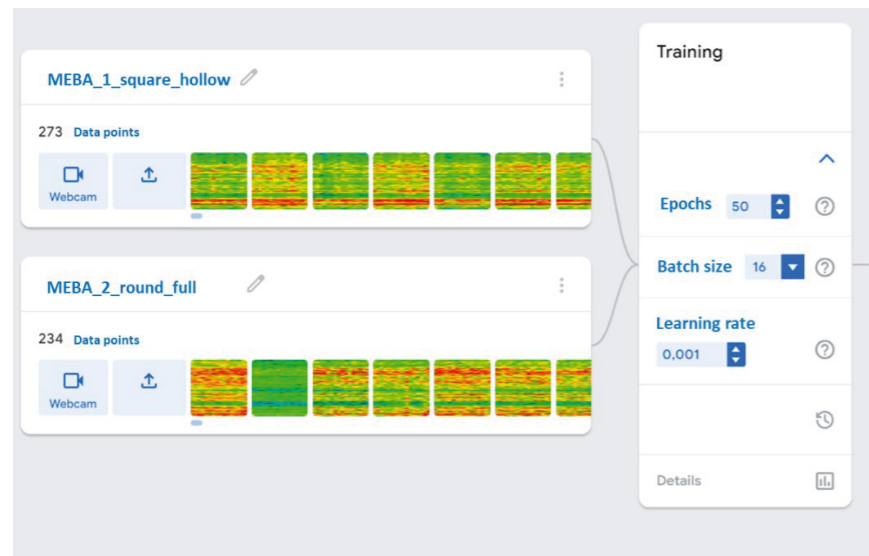 MEBA_1_square_hollow
273 Data points
Webcam
MEBA_2_round_full
234 Data points
Webcam
Training
Epochs 50
Batch size 16
Learning rate
0,001
Details